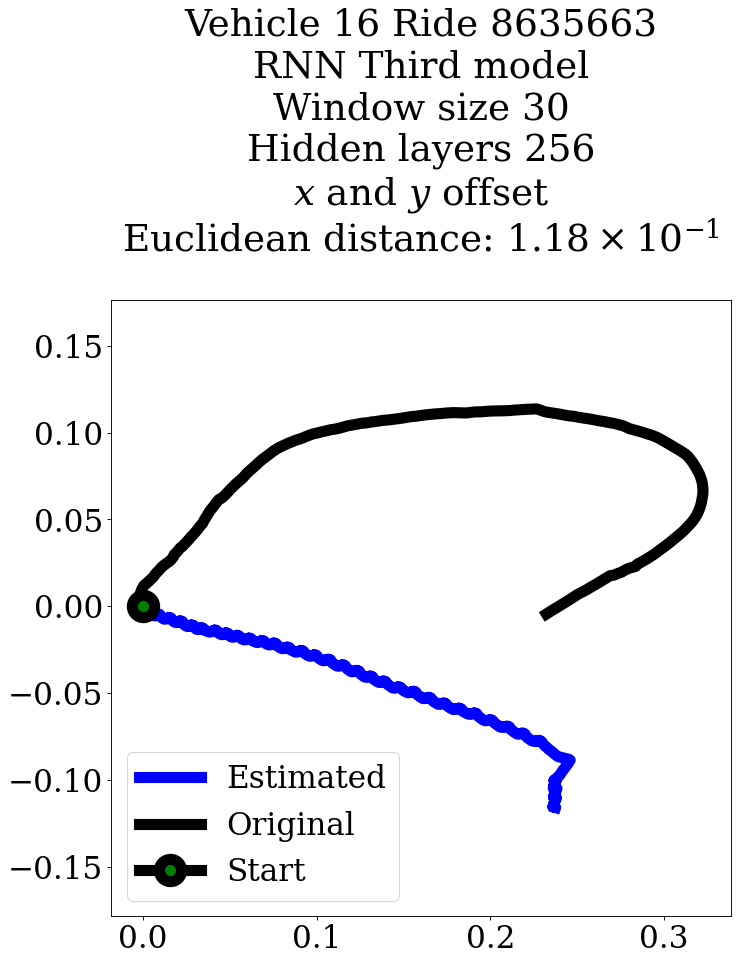 Vehicle 16 Ride 8635663
RNN Third model
Window size 30
Hidden layers 256
x and y offset
Euclidean distance: 1.18 × 10⁻¹
0.15
0.10
0.05
0.00
−0.05
−0.10
−0.15
Estimated
Original
Start
0.0 0.1 0.2 0.3